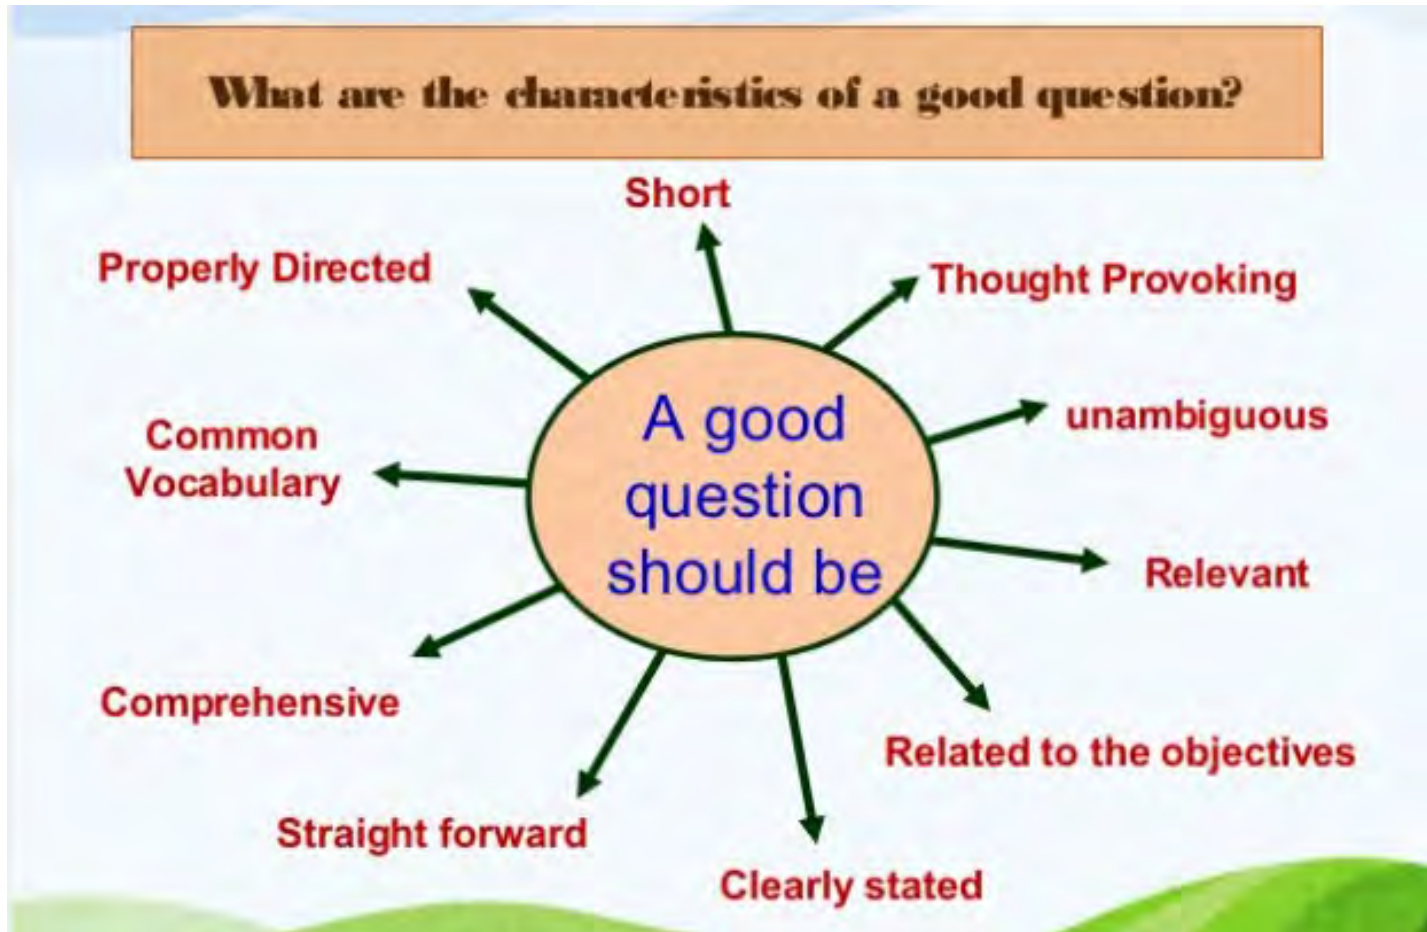 What are the characteristics of a good question?
Short
Properly Directed
Thought Provoking
A good
question
should be
unambiguous
Common
Vocabulary
Relevant
Comprehensive
Related to the objectives
Straight forward
Clearly stated